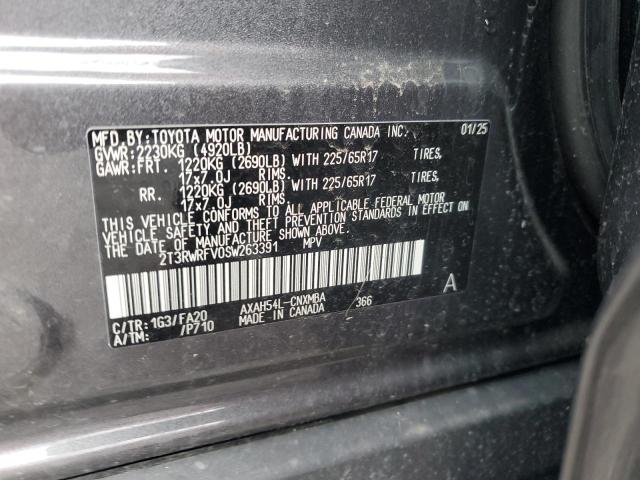 MFD.BY:TOYOTA MOTOR MANUFACTURING CANADA INC. 01/25
GVWR:2230KG (4920LB)
GAWR:FRT. 1220KG (2690LB) WITH 225/65R17 TIRES,
17x7.0J RIMS.
RR. 1220KG (2690LB) WITH 225/65R17 TIRES,
17x7.0J RIMS.
THIS VEHICLE CONFORMS TO ALL APPLICABLE FEDERAL MOTOR
VEHICLE SAFETY AND THEFT PREVENTION STANDARDS IN EFFECT ON
THE DATE OF MANUFACTURE SHOWN ABOVE.
2T3RWRFV0SW263391 MPV
A
C/TR: 1G3/FA20 AXAH54L-CNXMBA 366
A/TM: /P710 MADE IN CANADA